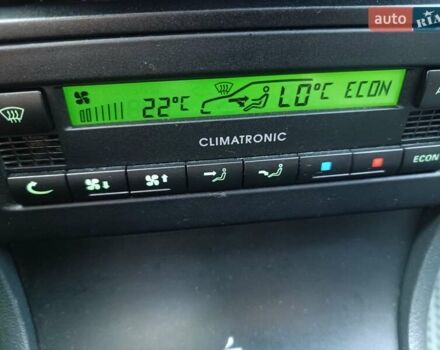 auto RIA
22°C LO°C ECON
CLIMATRONIC
ECON